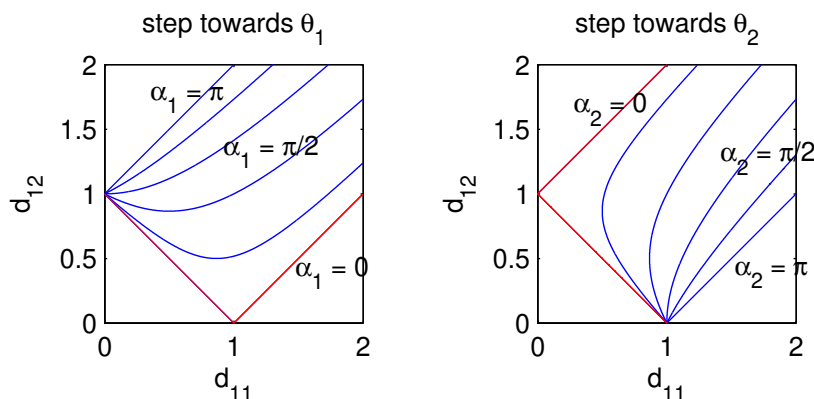 step towards θ₁
α₁ = π
α₁ = π/2
α₁ = 0
d₁₂
2
1.5
1
0.5
0
0
1
2
d₁₁
step towards θ₂
α₂ = 0
α₂ = π/2
α₂ = π
d₁₂
2
1.5
1
0.5
0
0
1
2
d₁₁